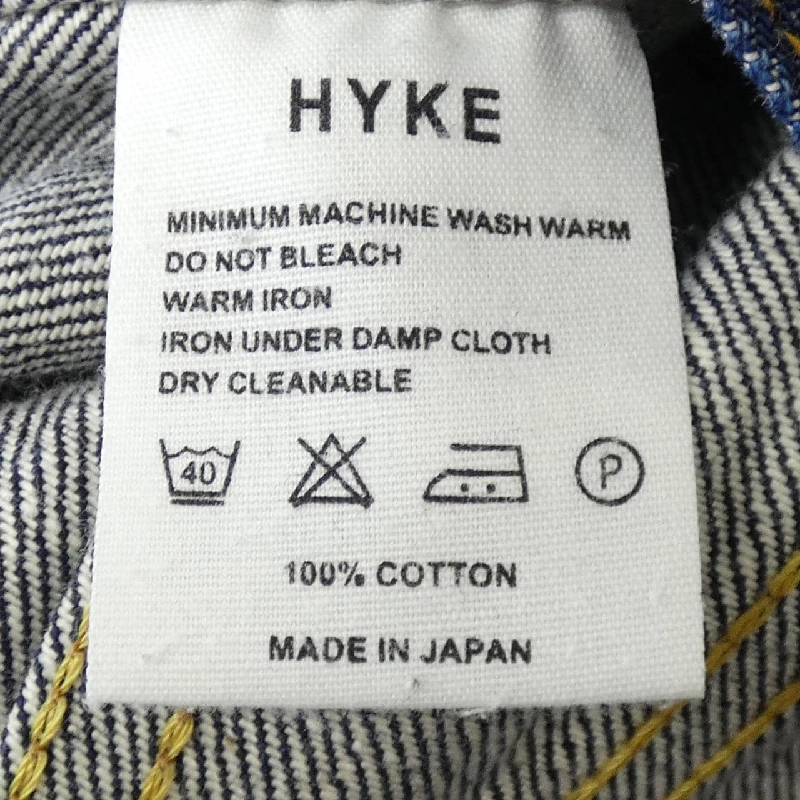 HYKE
MINIMUM MACHINE WASH WARM
DO NOT BLEACH
WARM IRON
IRON UNDER DAMP CLOTH
DRY CLEANABLE
40 P
100% COTTON
MADE IN JAPAN